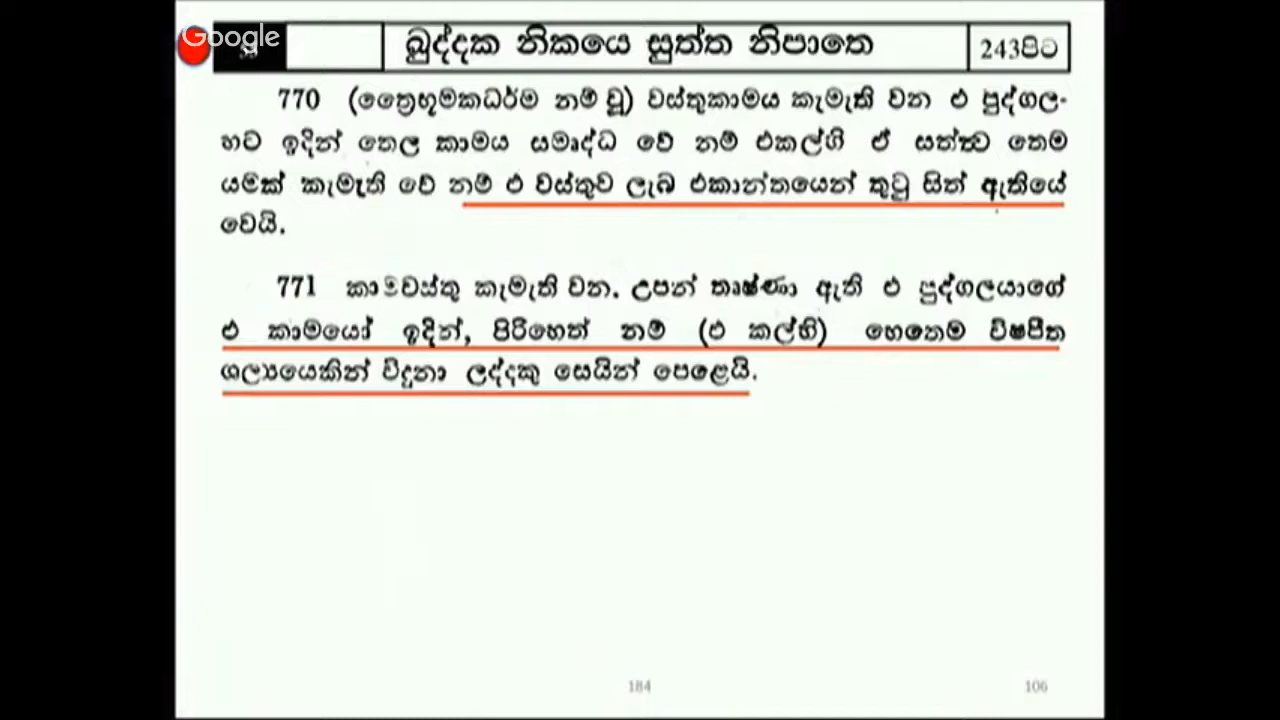 Google
ඛුද්දක නිකයෙ සුත්ත නිපාතෙ
243පිට
770 (ත්‍රෛභූමකධර්ම නම් වූ) වස්තුකාමය කැමැති වන එ පුද්ගල-
හට ඉදින් තෙල කාමය සමෘද්ධ වේ නම් එකල්හි ඒ සත්ත්‍ව තෙම
යමක් කැමැති වේ නම් එ වස්තුව ලැබ එකාන්තයෙන් තුටු සිත් ඇතියේ
වෙයි.
771 කාමවස්තු කැමැති වන. උපන් තෘෂ්ණා ඇති එ පුද්ගලයාගේ
එ කාමයෝ ඉදින්, පිරිහෙත් නම් (එ කල්හි) හෙතෙම විෂපීත
ශල්‍යයෙකින් විදුනා ලද්දකු සෙයින් පෙළෙයි.
184
106